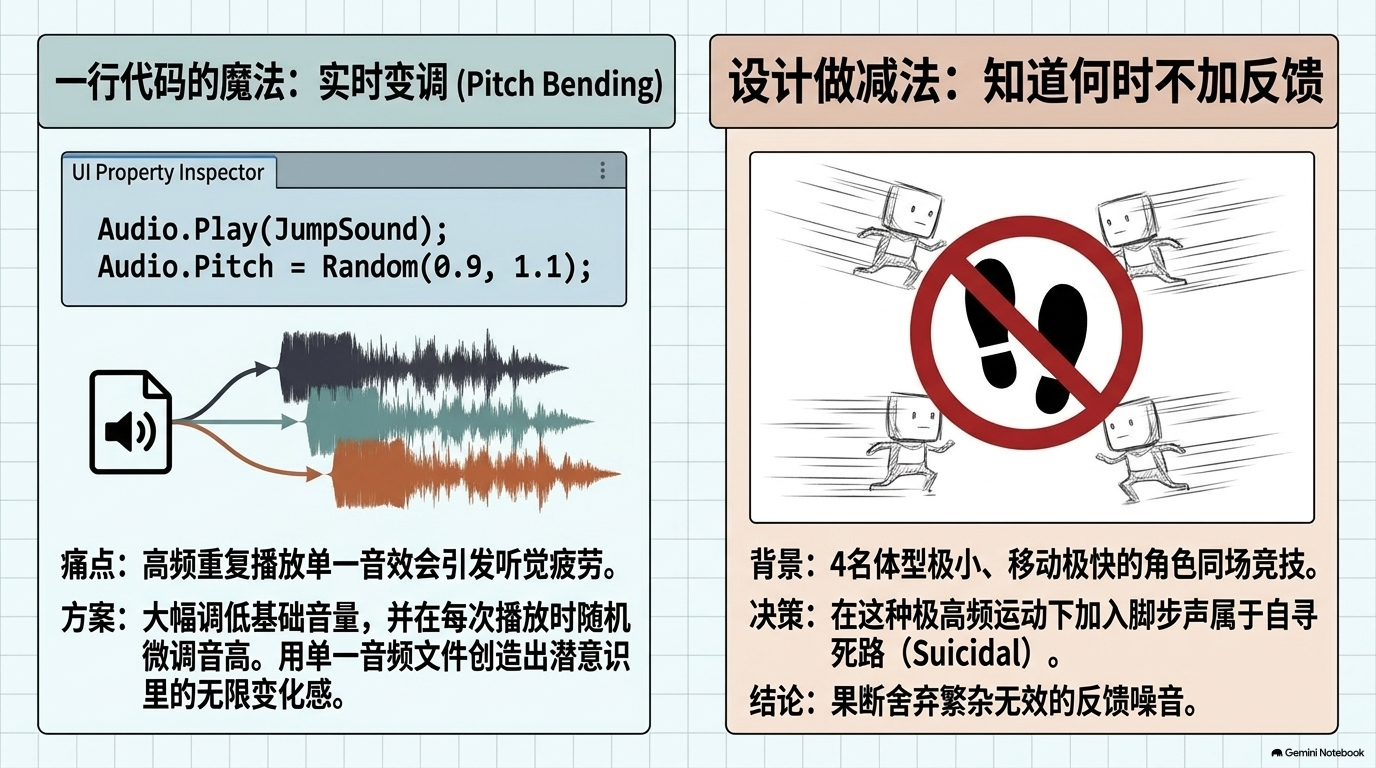 一行代码的魔法：实时变调 (Pitch Bending)
UI Property Inspector
Audio.Play(JumpSound);
Audio.Pitch = Random(0.9, 1.1);
痛点：高频重复播放单一音效会引发听觉疲劳。
方案：大幅调低基础音量，并在每次播放时随机
微调音高。用单一音频文件创造出潜意识
里的无限变化感。
设计做减法：知道何时不加反馈
背景：4名体型极小、移动极快的角色同场竞技。
决策：在这种极高频运动下加入脚步声属于自寻
死路（Suicidal）。
结论：果断舍弃繁杂无效的反馈噪音。
Gemini Notebook